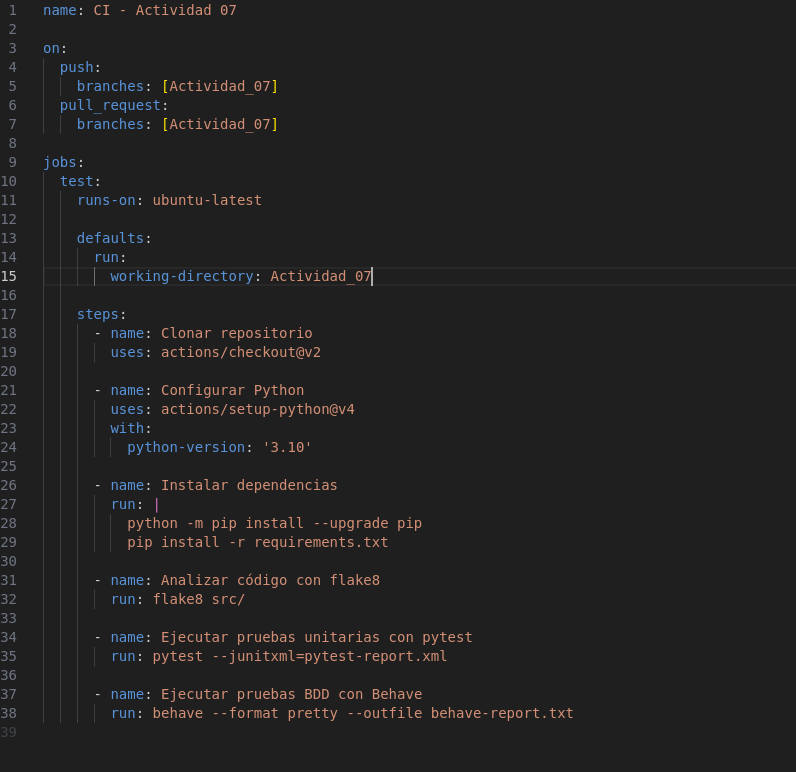 1 name: CI - Actividad 07
2
3 on:
4   push:
5     branches: [Actividad_07]
6   pull_request:
7     branches: [Actividad_07]
8
9 jobs:
10   test:
11     runs-on: ubuntu-latest
12
13     defaults:
14       run:
15         working-directory: Actividad_07
16
17     steps:
18       - name: Clonar repositorio
19         uses: actions/checkout@v2
20
21       - name: Configurar Python
22         uses: actions/setup-python@v4
23         with:
24           python-version: '3.10'
25
26       - name: Instalar dependencias
27         run: |
28           python -m pip install --upgrade pip
29           pip install -r requirements.txt
30
31       - name: Analizar código con flake8
32         run: flake8 src/
33
34       - name: Ejecutar pruebas unitarias con pytest
35         run: pytest --junitxml=pytest-report.xml
36
37       - name: Ejecutar pruebas BDD con Behave
38         run: behave --format pretty --outfile behave-report.txt
39